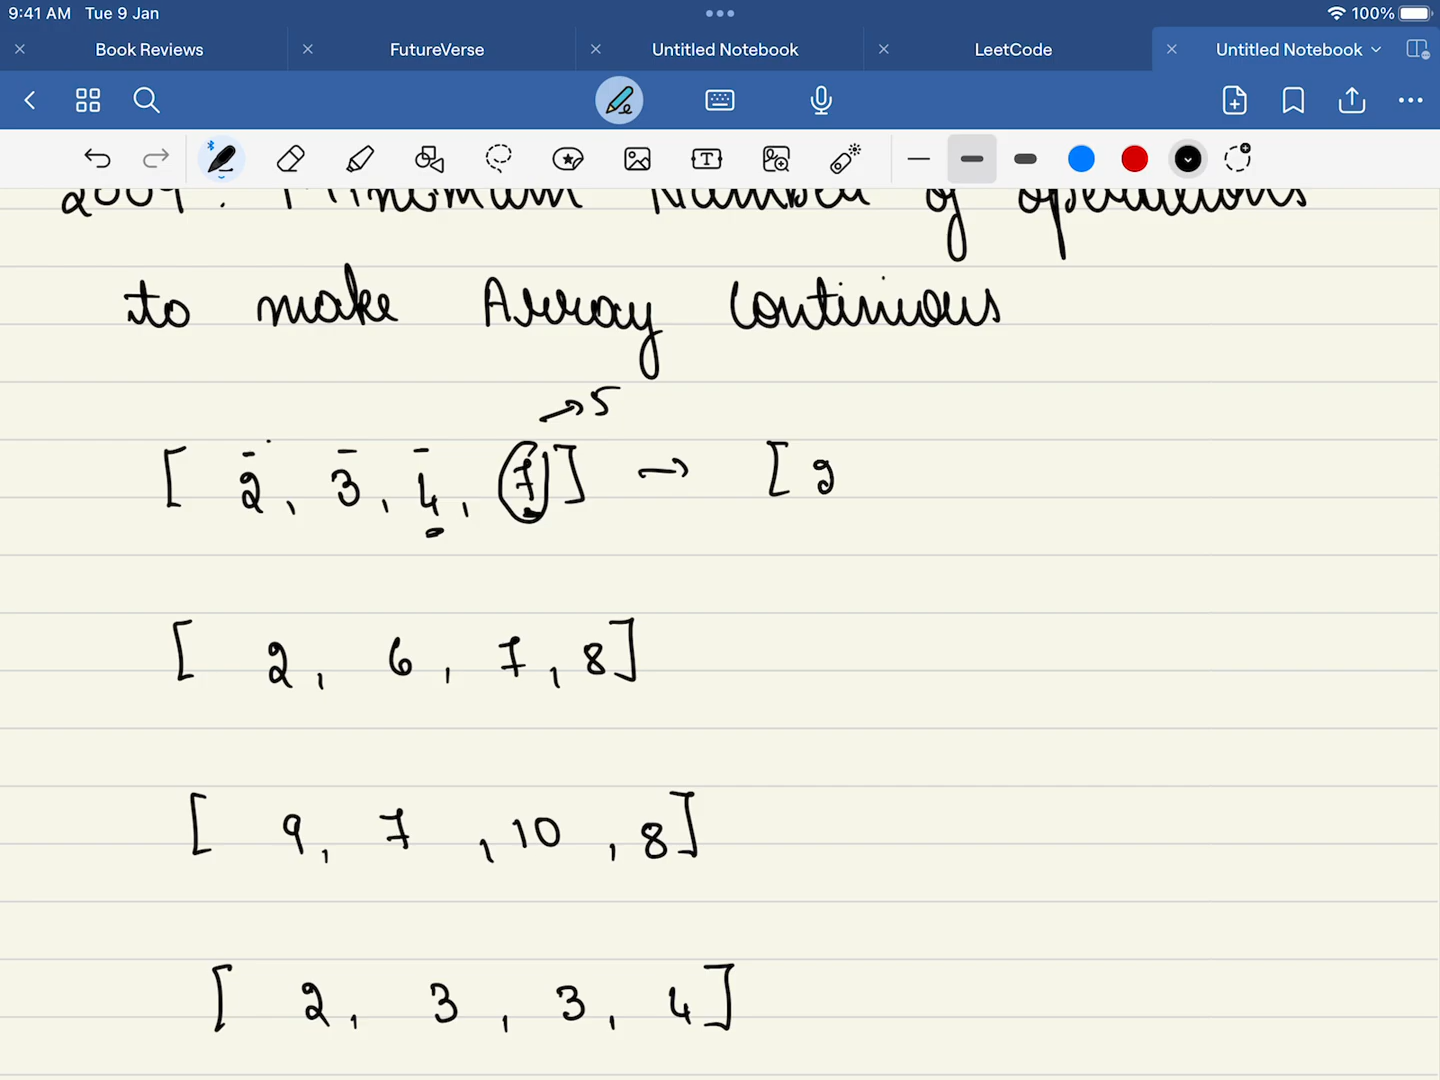 9:41 AM Tue 9 Jan
100%
Book Reviews
FutureVerse
Untitled Notebook
LeetCode
Untitled Notebook
2009. Minimum Number of operations
to make Array Continuous
→ 5
[ 2, 3, 4, 7 ] → [ 2
[ 2, 6, 7, 8 ]
[ 9, 7, 10, 8 ]
[ 2, 3, 3, 4 ]